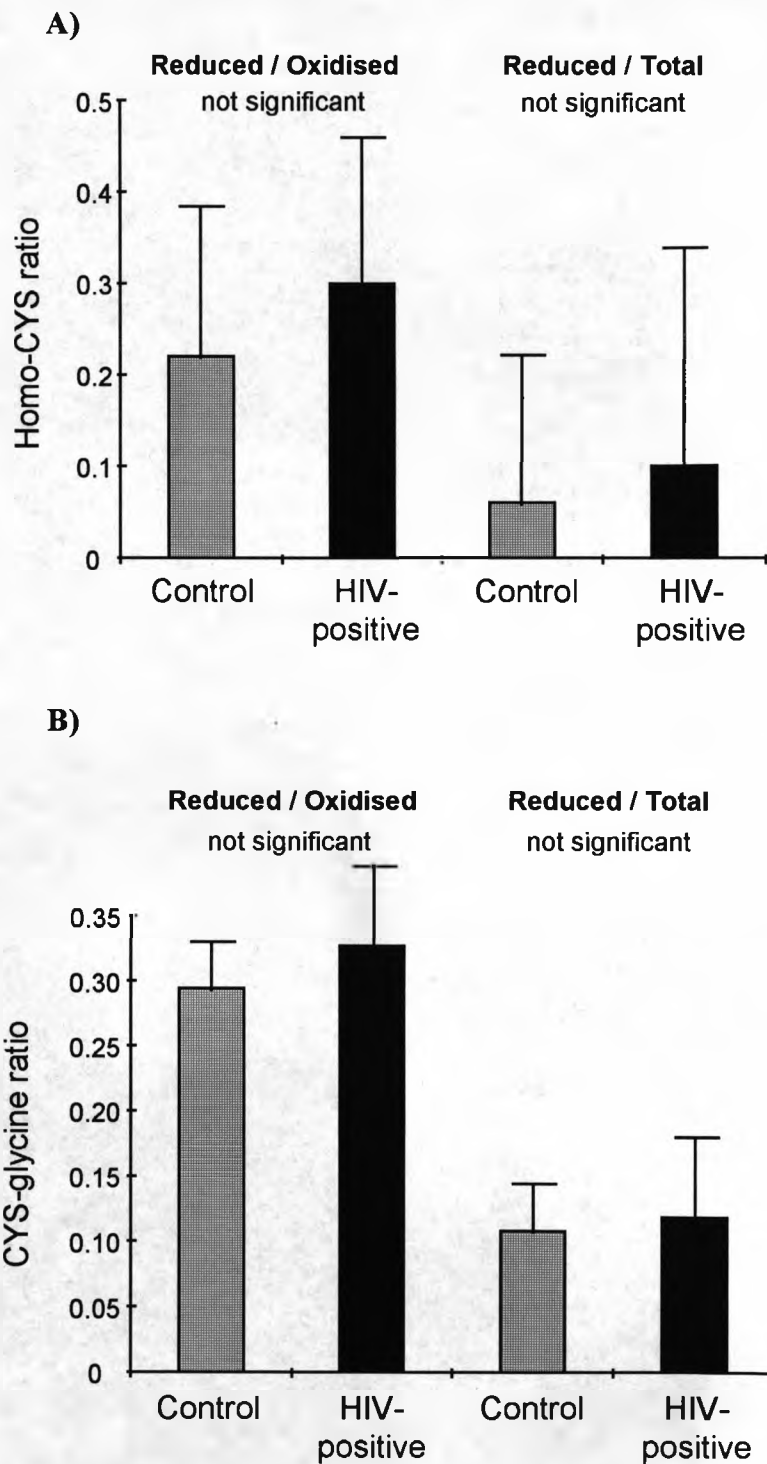 A)
Reduced / Oxidised
not significant
Reduced / Total
not significant
Homo-CYS ratio
0.5
0.4
0.3
0.2
0.1
0
Control
HIV-
positive
Control
HIV-
positive
B)
Reduced / Oxidised
not significant
Reduced / Total
not significant
CYS-glycine ratio
0.35
0.30
0.25
0.20
0.15
0.10
0.05
0
Control
HIV-
positive
Control
HIV-
positive